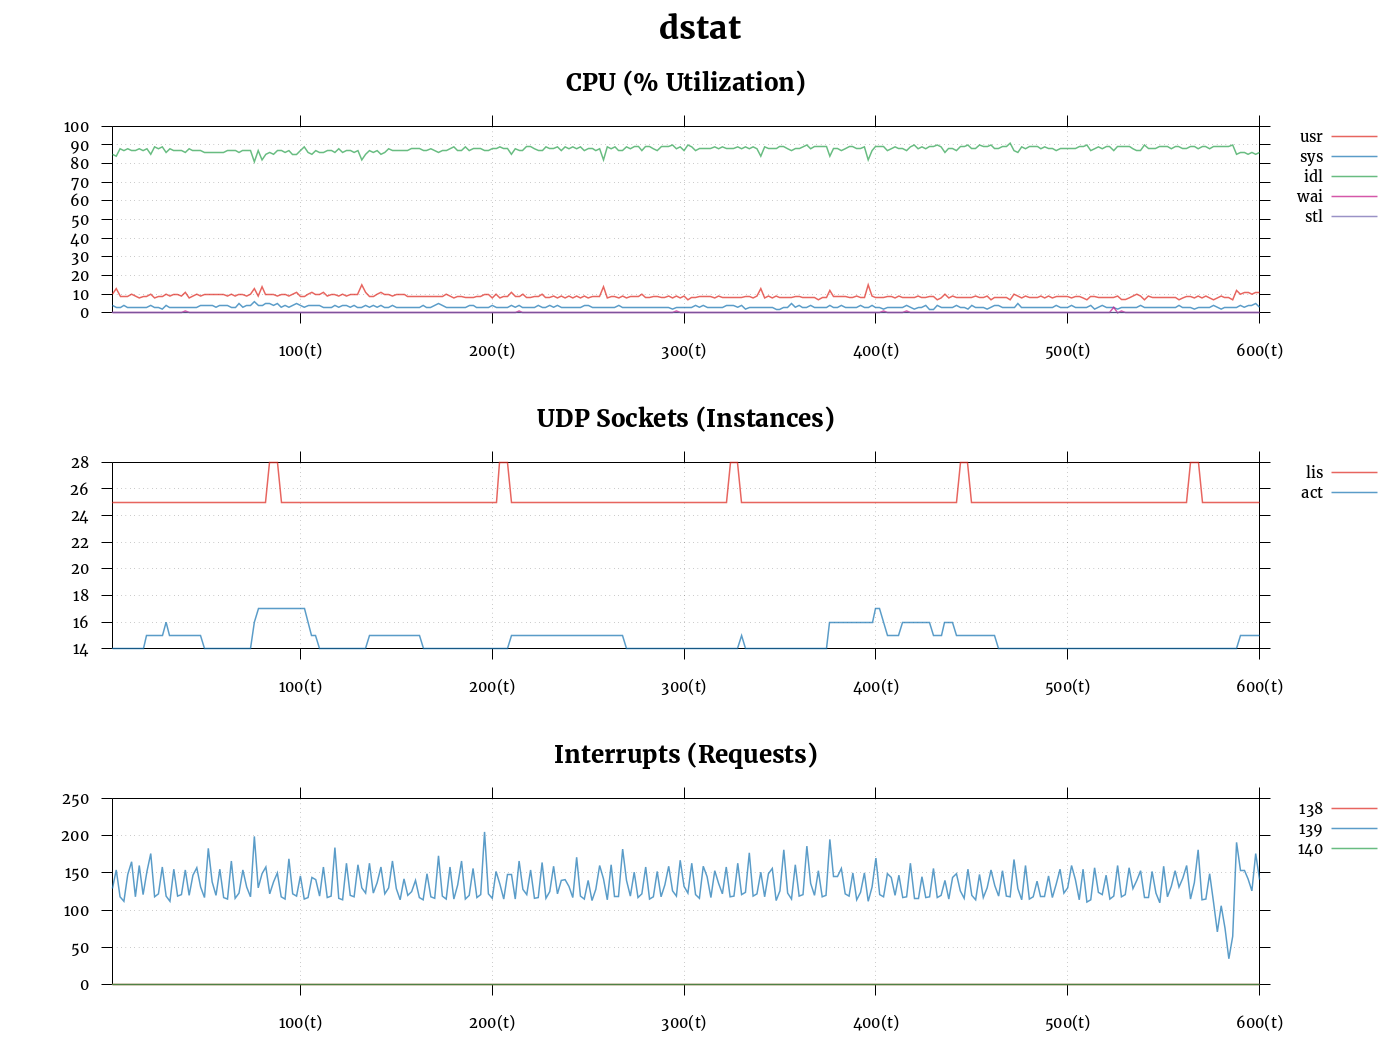 dstat
CPU (% Utilization)
100
90
80
70
60
50
40
30
20
10
0
100(t) 200(t) 300(t) 400(t) 500(t) 600(t)
usr
sys
idl
wai
stl
UDP Sockets (Instances)
28
26
24
22
20
18
16
14
100(t) 200(t) 300(t) 400(t) 500(t) 600(t)
lis
act
Interrupts (Requests)
250
200
150
100
50
0
100(t) 200(t) 300(t) 400(t) 500(t) 600(t)
138
139
140